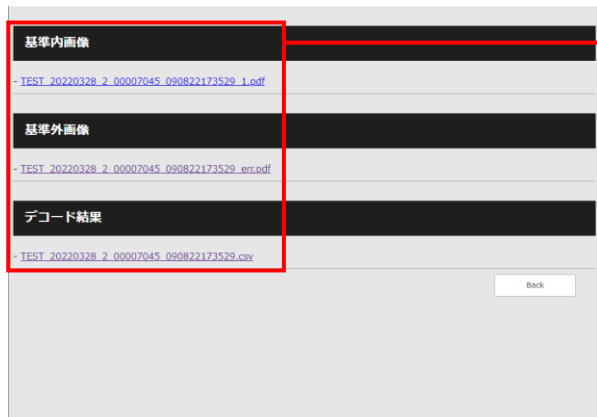 基準内画像
- TEST_20220328_2_00007045_090822173529_1.pdf
基準外画像
- TEST_20220328_2_00007045_090822173529_err.pdf
デコード結果
- TEST_20220328_2_00007045_090822173529.csv
Back